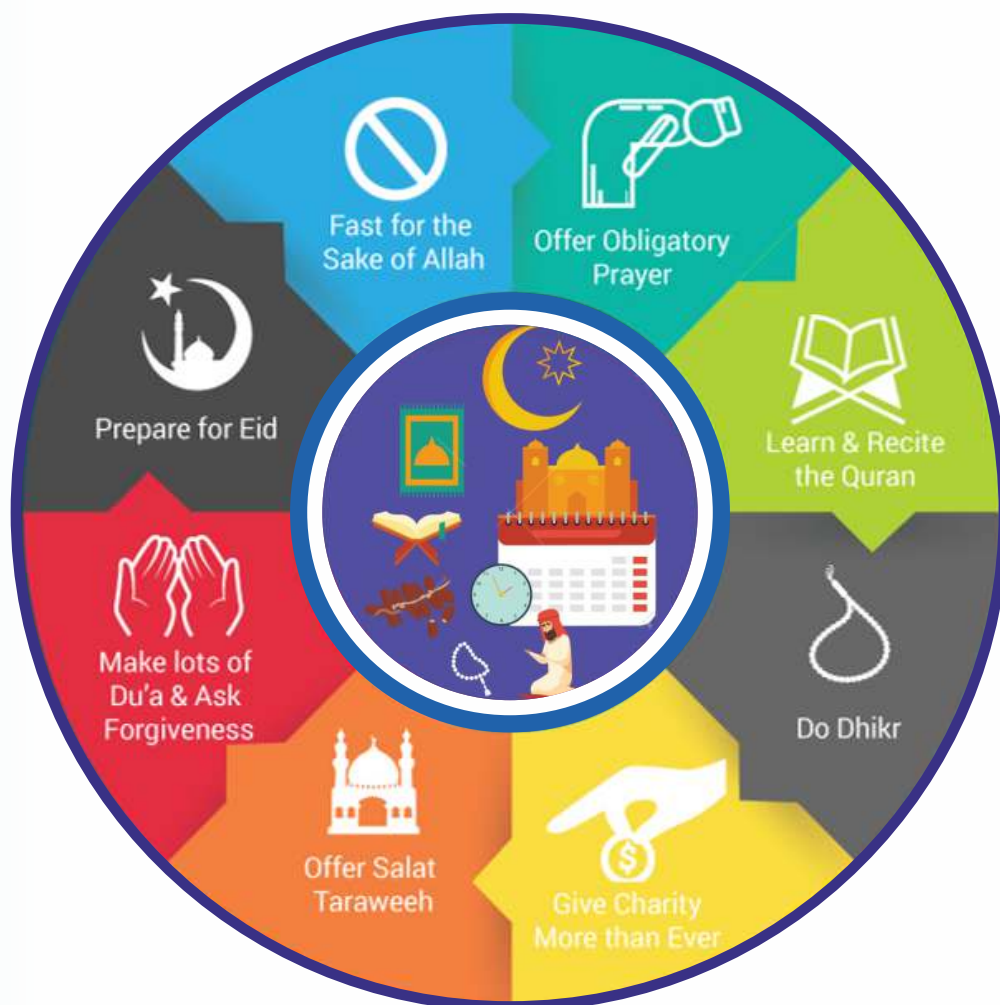 Fast for the
Sake of Allah
Offer Obligatory
Prayer
Learn & Recite
the Quran
Do Dhikr
$
Give Charity
More than Ever
Offer Salat
Taraweeh
Make lots of
Du'a & Ask
Forgiveness
Prepare for Eid